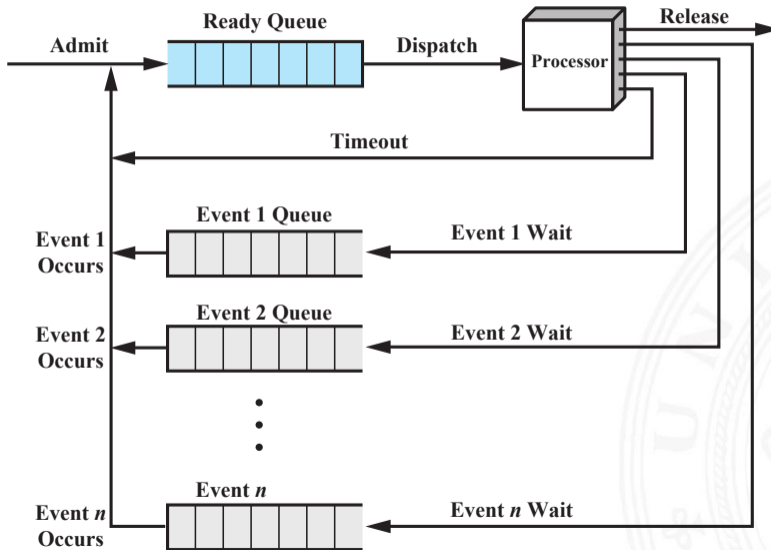 Release
Ready Queue
Admit
Dispatch
Processor
Timeout
Event 1 Queue
Event 1
Occurs
Event 1 Wait
Event 2 Queue
Event 2
Occurs
Event 2 Wait
Event n
Event n
Occurs
Event n Wait
U N I